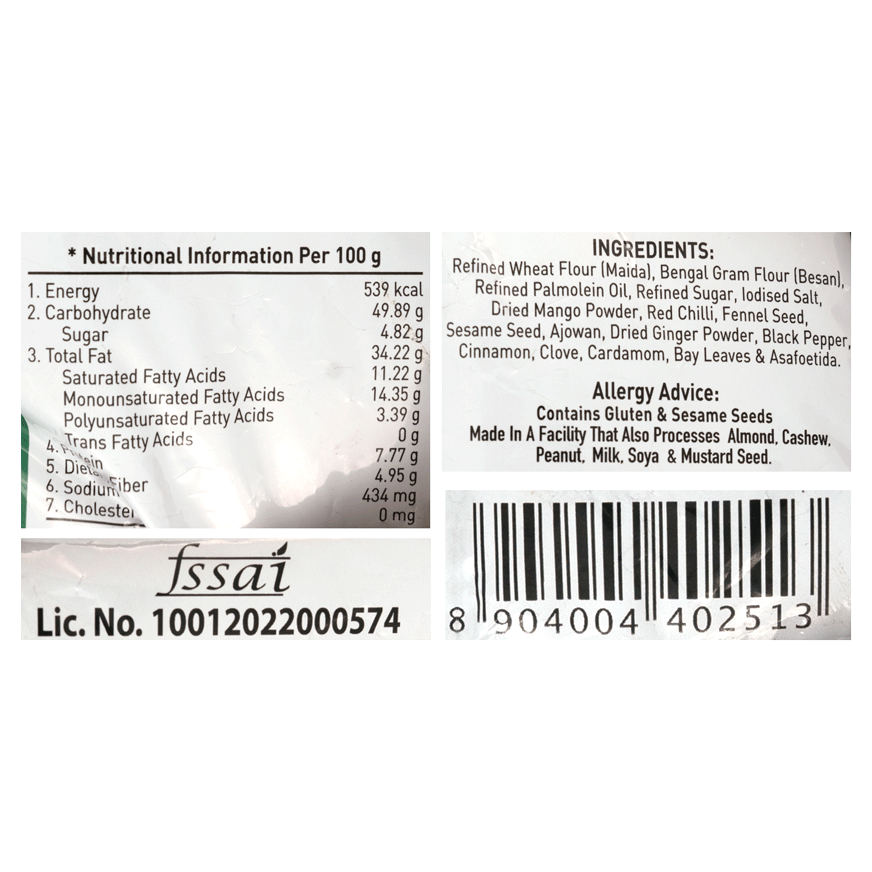 * Nutritional Information Per 100 g
1. Energy 539 kcal
2. Carbohydrate 49.89 g
Sugar 4.82 g
3. Total Fat 34.22 g
Saturated Fatty Acids 11.22 g
Monounsaturated Fatty Acids 14.35 g
Polyunsaturated Fatty Acids 3.39 g
Trans Fatty Acids 0 g
4. 7.77 g
5. Fiber 4.95 g
6. Sodium 434 mg
7. 0 mg
fssai
Lic. No. 10012022000574
INGREDIENTS:
Refined Wheat Flour (Maida), Bengal Gram Flour (Besan),
Refined Palmolein Oil, Refined Sugar, Iodised Salt,
Dried Mango Powder, Red Chilli, Fennel Seed,
Sesame Seed, Ajowan, Dried Ginger Powder, Black Pepper,
Cinnamon, Clove, Cardamom, Bay Leaves & Asafoetida.
Allergy Advice:
Contains Gluten & Sesame Seeds
Made In A Facility That Also Processes Almond, Cashew,
Peanut, Milk, Soya & Mustard Seed.
8 904004 402513